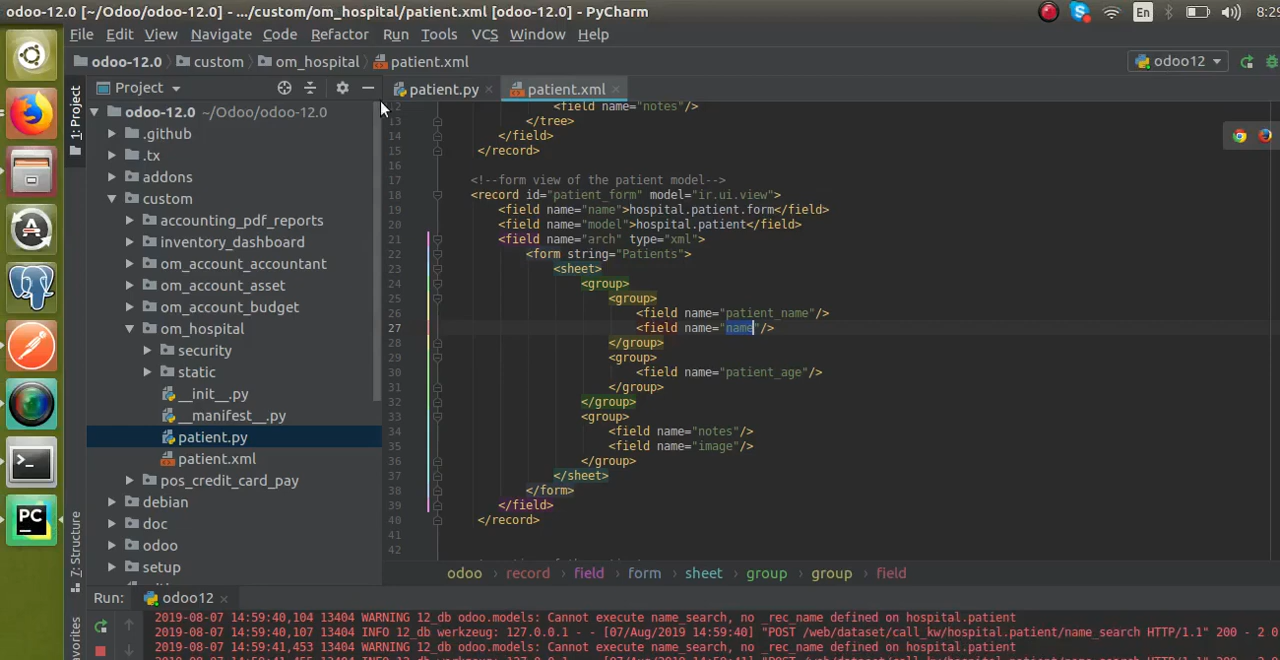 odoo-12.0 [~/Odoo/odoo-12.0] - .../custom/om_hospital/patient.xml [odoo-12.0] - PyCharm
En
8:29
File Edit View Navigate Code Refactor Run Tools VCS Window Help
odoo-12.0 custom om_hospital patient.xml
odoo12
1: Project
Project
patient.py
patient.xml
odoo-12.0 ~/Odoo/odoo-12.0
.github
.tx
addons
custom
accounting_pdf_reports
inventory_dashboard
om_account_accountant
om_account_asset
om_account_budget
om_hospital
security
static
__init__.py
__manifest__.py
patient.py
patient.xml
pos_credit_card_pay
debian
doc
odoo
setup
7: Structure
12 <field name="notes"/>
13 </tree>
14 </field>
15 </record>
16
17 <!--form view of the patient model-->
18 <record id="patient_form" model="ir.ui.view">
19 <field name="name">hospital.patient.form</field>
20 <field name="model">hospital.patient</field>
21 <field name="arch" type="xml">
22 <form string="Patients">
23 <sheet>
24 <group>
25 <group>
26 <field name="patient_name"/>
27 <field name="name"/>
28 </group>
29 <group>
30 <field name="patient_age"/>
31 </group>
32 </group>
33 <group>
34 <field name="notes"/>
35 <field name="image"/>
36 </group>
37 </sheet>
38 </form>
39 </field>
40 </record>
41
42
odoo record field form sheet group group field
Run: odoo12
Favorites
2019-08-07 14:59:40,104 13404 WARNING 12_db odoo.models: Cannot execute name_search, no _rec_name defined on hospital.patient
2019-08-07 14:59:40,107 13404 INFO 12_db werkzeug: 127.0.0.1 - - [07/Aug/2019 14:59:40] "POST /web/dataset/call_kw/hospital.patient/name_search HTTP/1.1" 200 - 2 0
2019-08-07 14:59:41,453 13404 WARNING 12_db odoo.models: Cannot execute name_search, no _rec_name defined on hospital.patient